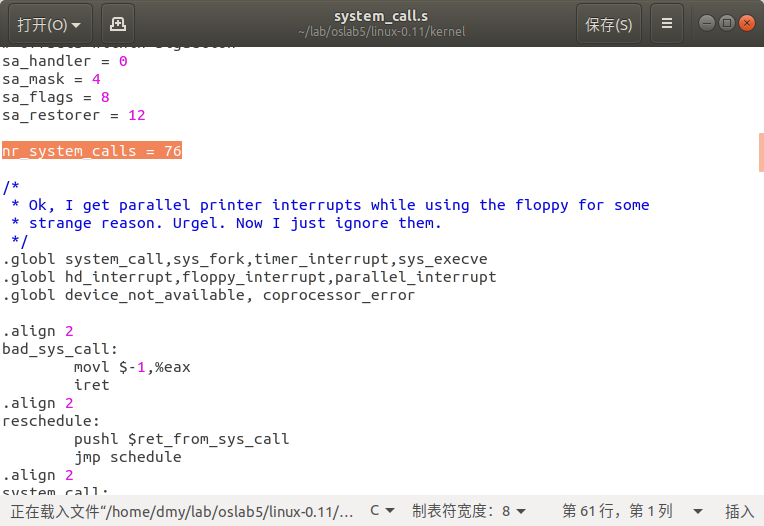 打开(O)
system_call.s
~/lab/oslab5/linux-0.11/kernel
保存(S)
sa_handler = 0
sa_mask = 4
sa_flags = 8
sa_restorer = 12
nr_system_calls = 76
/*
* Ok, I get parallel printer interrupts while using the floppy for some
* strange reason. Urgel. Now I just ignore them.
*/
.globl system_call,sys_fork,timer_interrupt,sys_execve
.globl hd_interrupt,floppy_interrupt,parallel_interrupt
.globl device_not_available, coprocessor_error
.align 2
bad_sys_call:
movl $-1,%eax
iret
.align 2
reschedule:
pushl $ret_from_sys_call
jmp schedule
.align 2
system_call:
正在载入文件“/home/dmy/lab/oslab5/linux-0.11/… C 制表符宽度：8 第 61 行，第 1 列 插入